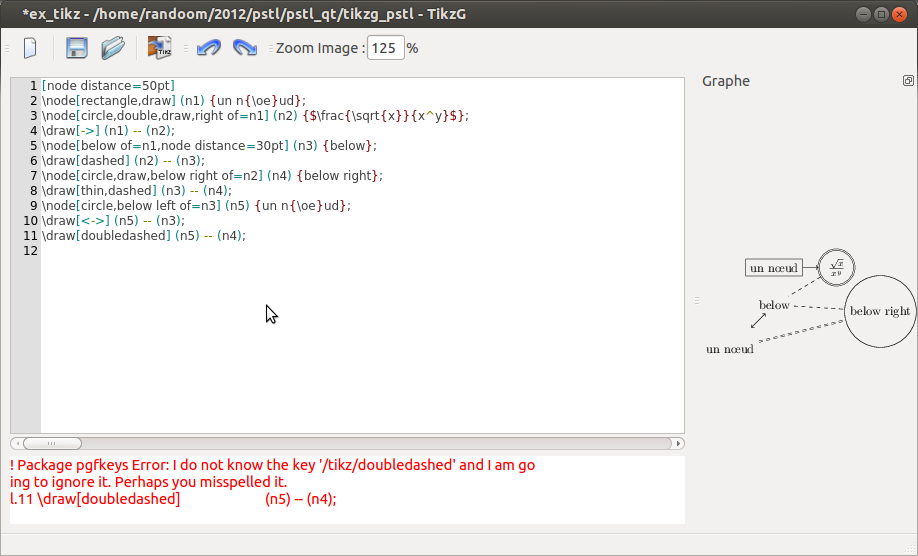 *ex_tikz - /home/randoom/2012/pstl/pstl_qt/tikzg_pstl - TikzG
TikZ
Zoom Image : 125 %
1 [node distance=50pt]
2 \node[rectangle,draw] (n1) {un n{\oe}ud};
3 \node[circle,double,draw,right of=n1] (n2) {$\frac{\sqrt{x}}{x^y}$};
4 \draw[->] (n1) -- (n2);
5 \node[below of=n1,node distance=30pt] (n3) {below};
6 \draw[dashed] (n2) -- (n3);
7 \node[circle,draw,below right of=n2] (n4) {below right};
8 \draw[thin,dashed] (n3) -- (n4);
9 \node[circle,below left of=n3] (n5) {un n{\oe}ud};
10 \draw[<->] (n5) -- (n3);
11 \draw[doubledashed] (n5) -- (n4);
12
! Package pgfkeys Error: I do not know the key '/tikz/doubledashed' and I am go
ing to ignore it. Perhaps you misspelled it.
l.11 \draw[doubledashed] (n5) -- (n4);
Graphe
un nœud
√x
x^y
below
below right
un nœud